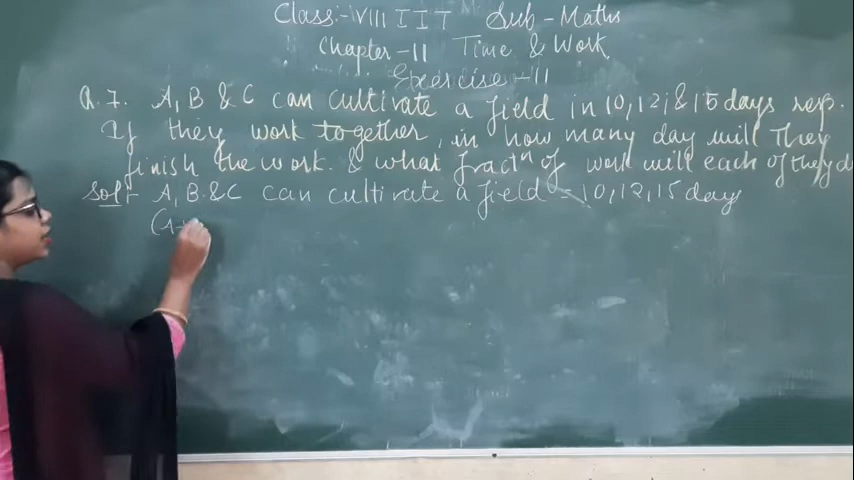 Class:- VIII IIT Sub - Maths
Chapter - 11 Time & Work
Exercise - 11
Q. 7. A, B & C can cultivate a field in 10, 12, & 15 days resp.
If they work together, in how many day will They
finish the work. & what fractn of work will each of they d
Soln A, B & C can cultivate a field = 10, 12, 15 days
(A+